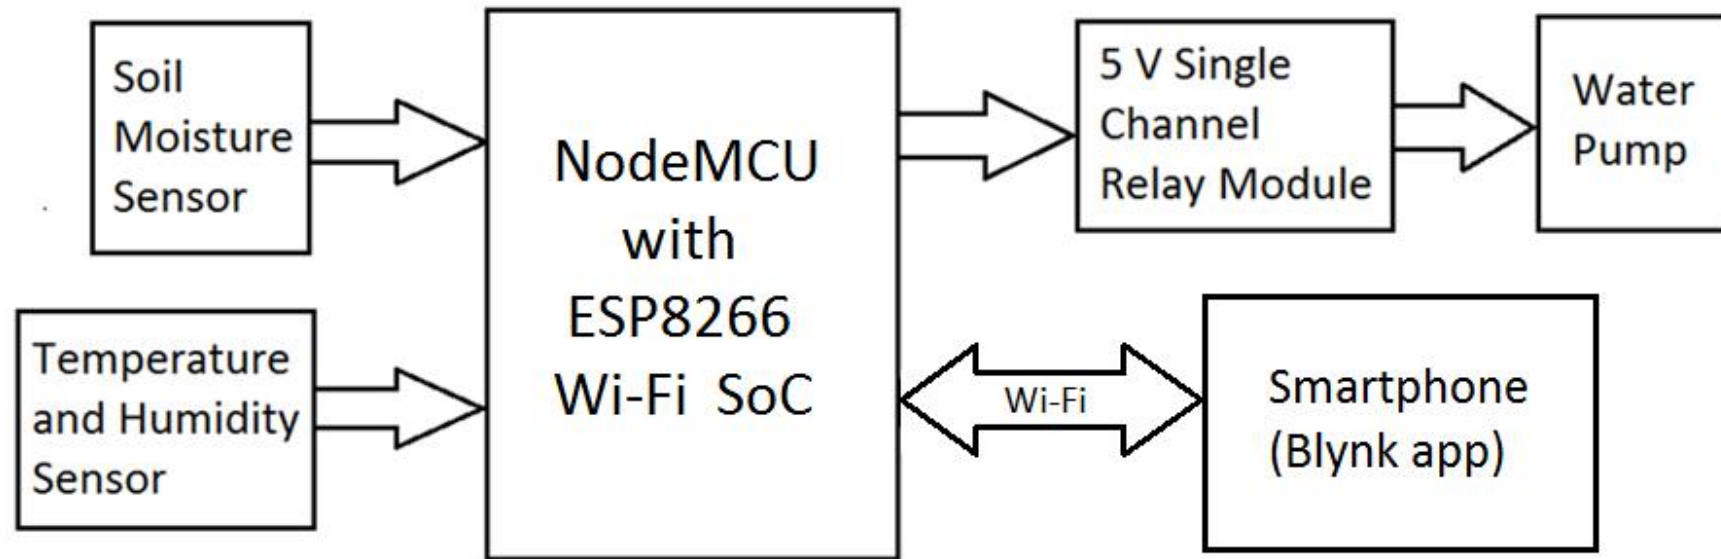 Soil
Moisture
Sensor
Temperature
and Humidity
Sensor
NodeMCU
with
ESP8266
Wi-Fi SoC
5 V Single
Channel
Relay Module
Water
Pump
Wi-Fi
Smartphone
(Blynk app)